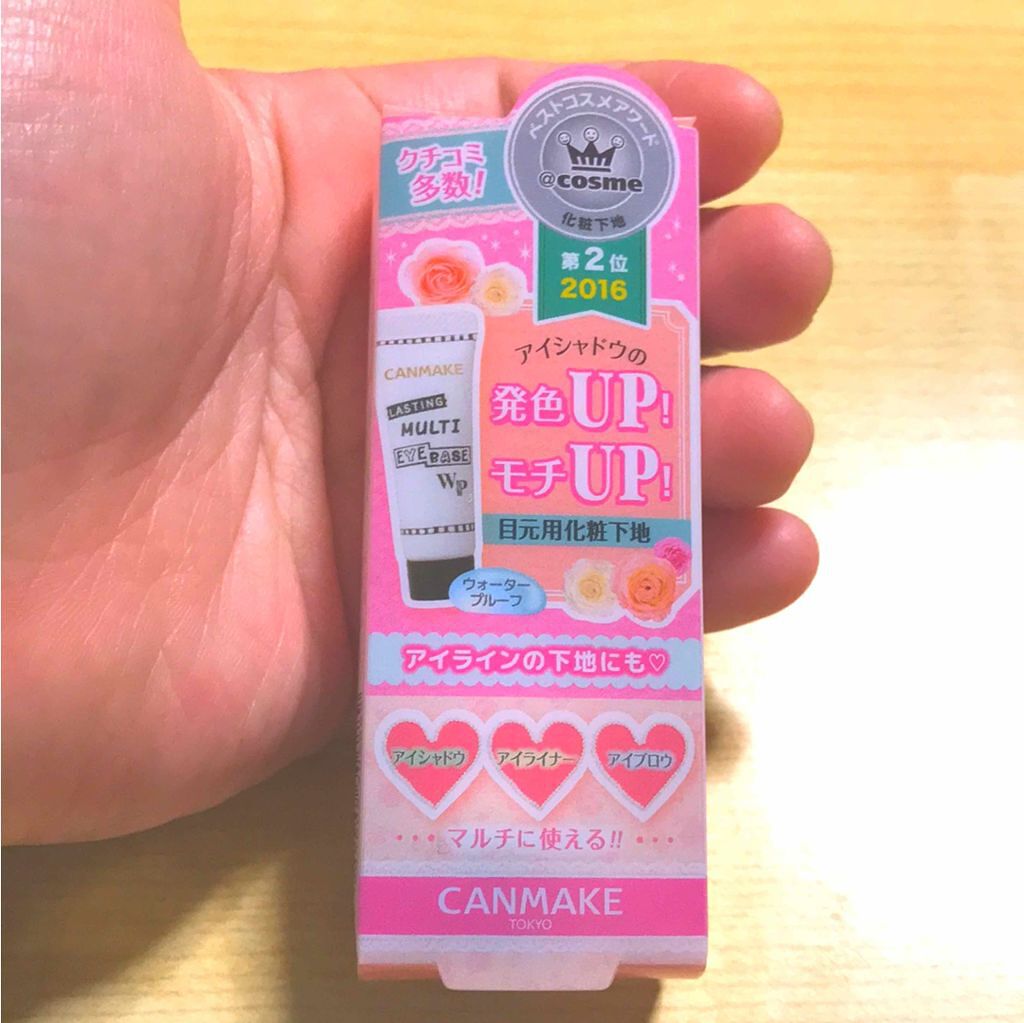 クチコミ
多数!
ベストコスメアワード
@cosme
化粧下地
第2位
2016
アイシャドウの
発色UP!
モチUP!
目元用化粧下地
CANMAKE
LASTING
MULTI
EYE BASE
WP
ウォーター
プルーフ
アイラインの下地にも♡
アイシャドウ
アイライナー
アイブロウ
・・・マルチに使える!!・・・
CANMAKE
TOKYO